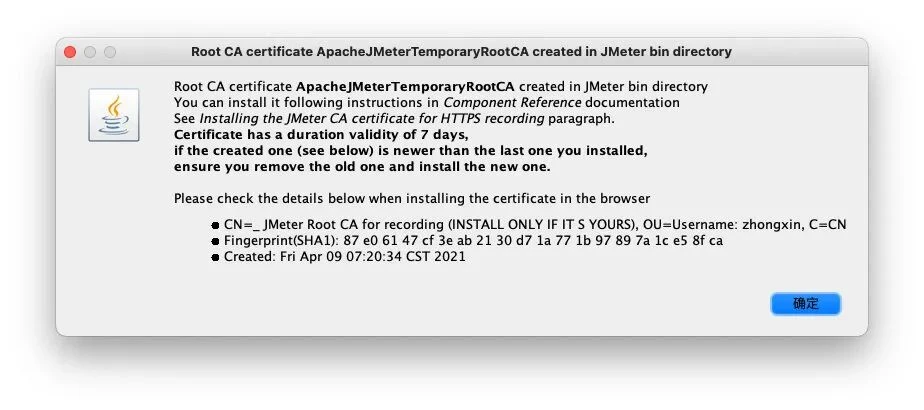 Root CA certificate ApacheJMeterTemporaryRootCA created in JMeter bin directory
Root CA certificate ApacheJMeterTemporaryRootCA created in JMeter bin directory
You can install it following instructions in Component Reference documentation
See Installing the JMeter CA certificate for HTTPS recording paragraph.
Certificate has a duration validity of 7 days,
if the created one (see below) is newer than the last one you installed,
ensure you remove the old one and install the new one.
Please check the details below when installing the certificate in the browser
● CN=_ JMeter Root CA for recording (INSTALL ONLY IF IT S YOURS), OU=Username: zhongxin, C=CN
● Fingerprint(SHA1): 87 e0 61 47 cf 3e ab 21 30 d7 1a 77 1b 97 89 7a 1c e5 8f ca
● Created: Fri Apr 09 07:20:34 CST 2021
确定